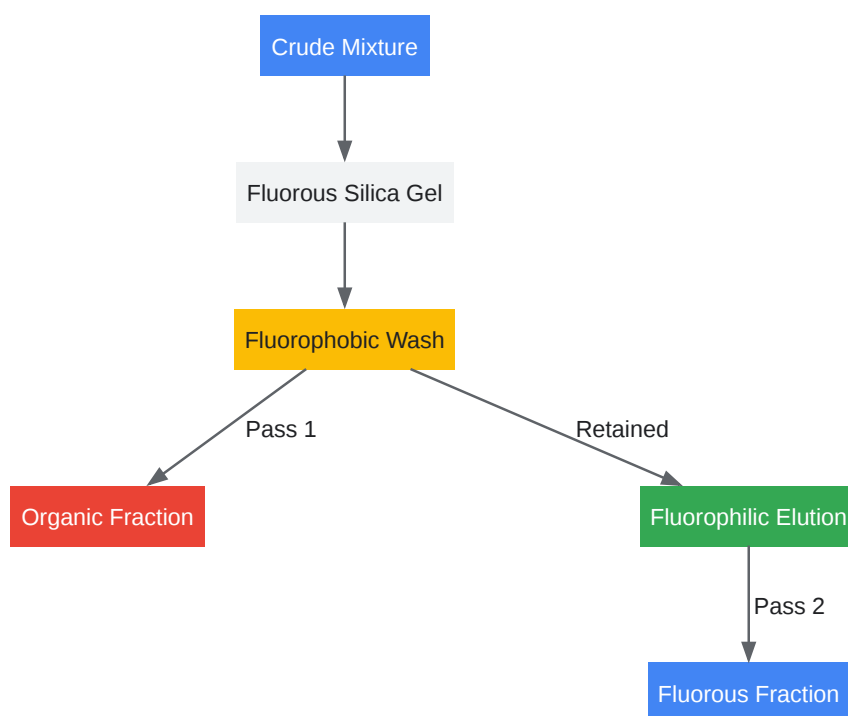 Crude Mixture
Fluorous Silica Gel
Fluorophobic Wash
Pass 1
Retained
Organic Fraction
Fluorophilic Elution
Pass 2
Fluorous Fraction